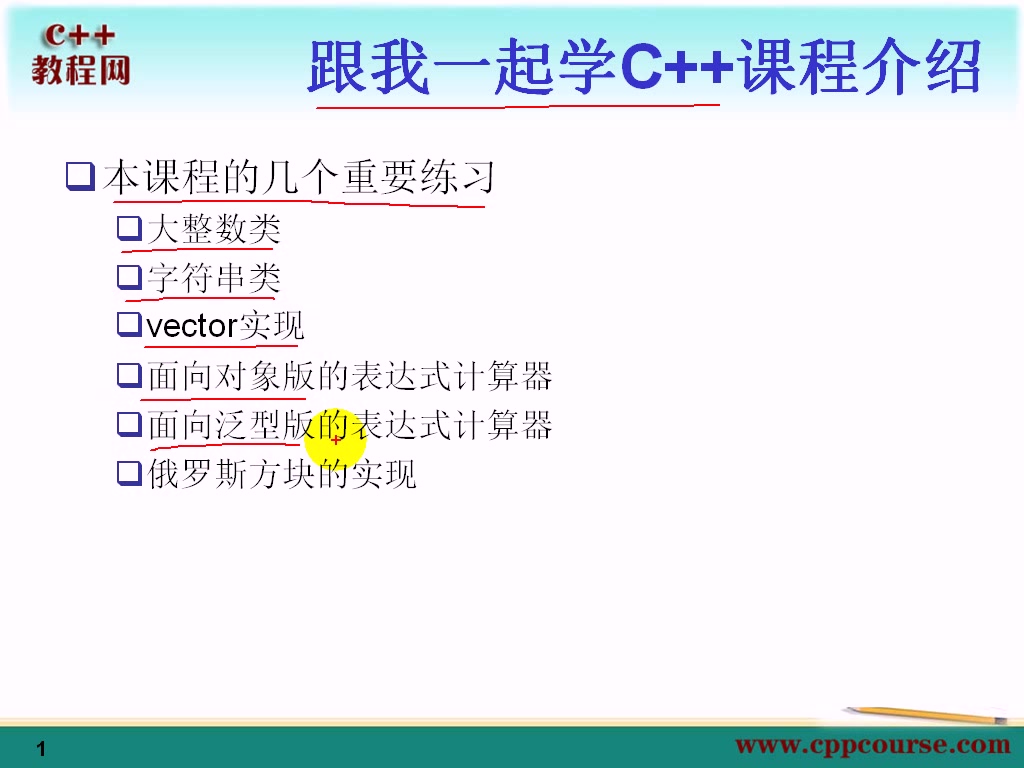 C++
教程网
跟我一起学C++课程介绍
本课程的几个重要练习
大整数类
字符串类
vector实现
面向对象版的表达式计算器
面向泛型版的表达式计算器
俄罗斯方块的实现
1
www.cppcourse.com